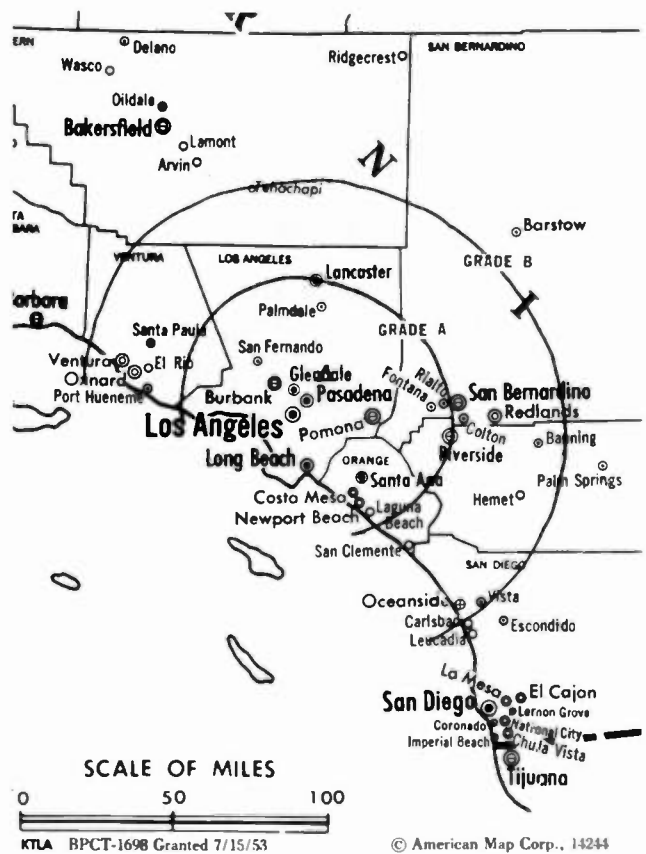 ERN
Delano
SAN BERNARDINO
Wasco
Ridgecrest
Oildale
Bakersfield
Lamont
Arvin
N
Tehachapi
TA
BARA
Barstow
VENTURA
LOS ANGELES
GRADE B
Lancaster
arbara
Palmdale
GRADE A
Santa Paula
San Fernando
Ventura
El Rio
Oxnard
Glendale
Rialto
San Bernardino
Port Hueneme
Burbank
Pasadena
Fontana
Redlands
Los Angeles
Pomona
Colton
Banning
Riverside
Long Beach
ORANGE
Palm Springs
Santa Ana
Costa Mesa
Hemet
Newport Beach
Laguna
Beach
San Clemente
SAN DIEGO
Oceanside
Vista
Carlsbad
Escondido
Leucadia
La Mesa
El Cajon
San Diego
Lemon Grove
Coronado
National City
Imperial Beach
Chula Vista
Tijuana
SCALE OF MILES
0 50 100
KTLA BPCT-1698 Granted 7/15/53
© American Map Corp., 14244